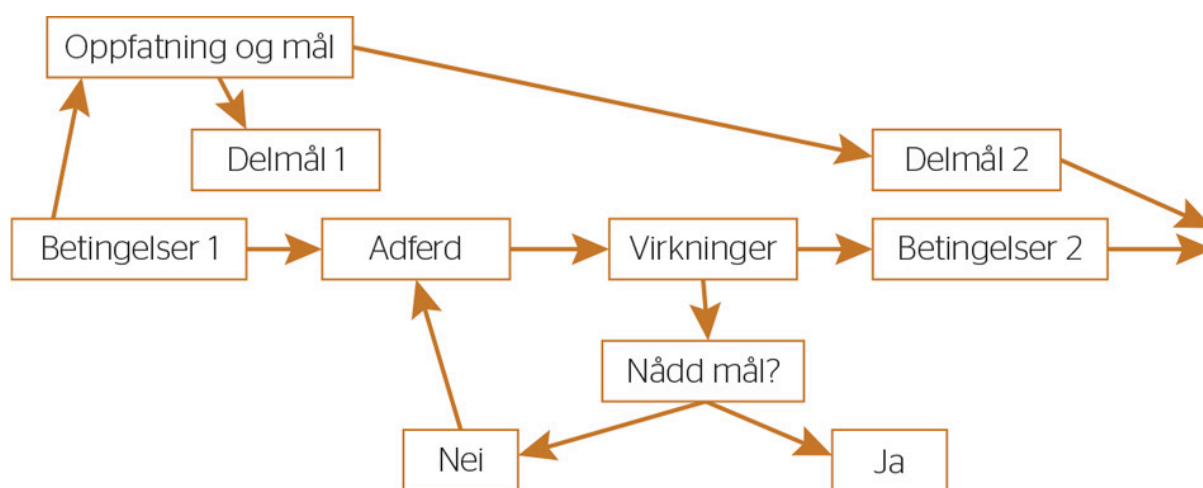 Oppfatning og mål
Delmål 1
Delmål 2
Betingelser 1
Adferd
Virkninger
Betingelser 2
Nådd mål?
Nei
Ja